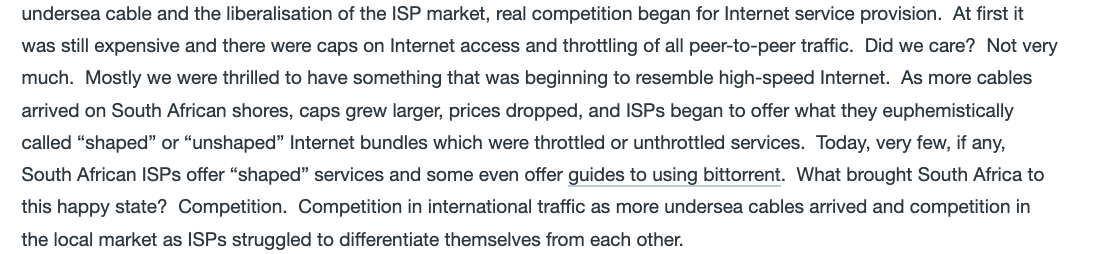 undersea cable and the liberalisation of the ISP market, real competition began for Internet service provision.  At first it
was still expensive and there were caps on Internet access and throttling of all peer-to-peer traffic.  Did we care?  Not very
much.  Mostly we were thrilled to have something that was beginning to resemble high-speed Internet.  As more cables
arrived on South African shores, caps grew larger, prices dropped, and ISPs began to offer what they euphemistically
called “shaped” or “unshaped” Internet bundles which were throttled or unthrottled services.  Today, very few, if any,
South African ISPs offer “shaped” services and some even offer guides to using bittorrent.  What brought South Africa to
this happy state?  Competition.  Competition in international traffic as more undersea cables arrived and competition in
the local market as ISPs struggled to differentiate themselves from each other.